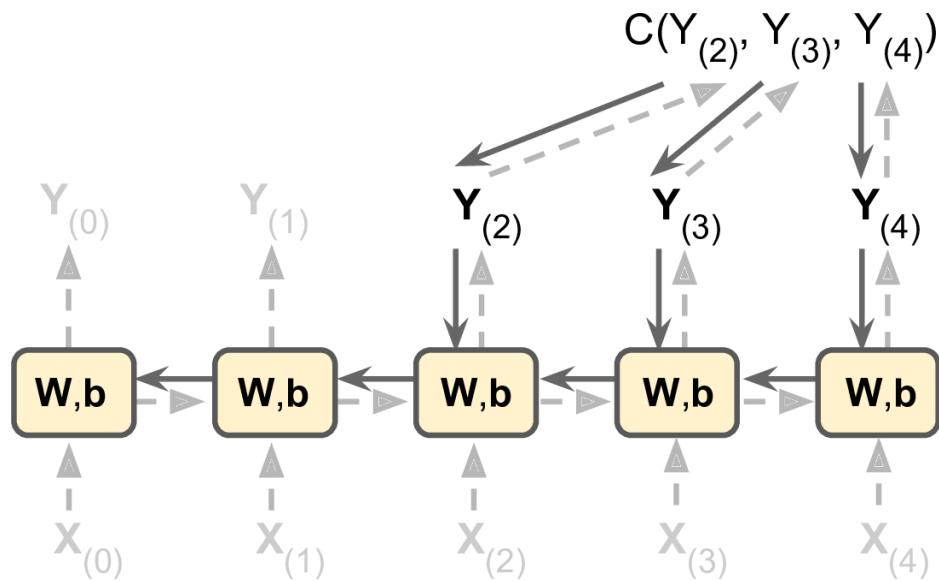 C(Y(2), Y(3), Y(4))
Y(0) Y(1) Y(2) Y(3) Y(4)
W,b W,b W,b W,b W,b
X(0) X(1) X(2) X(3) X(4)